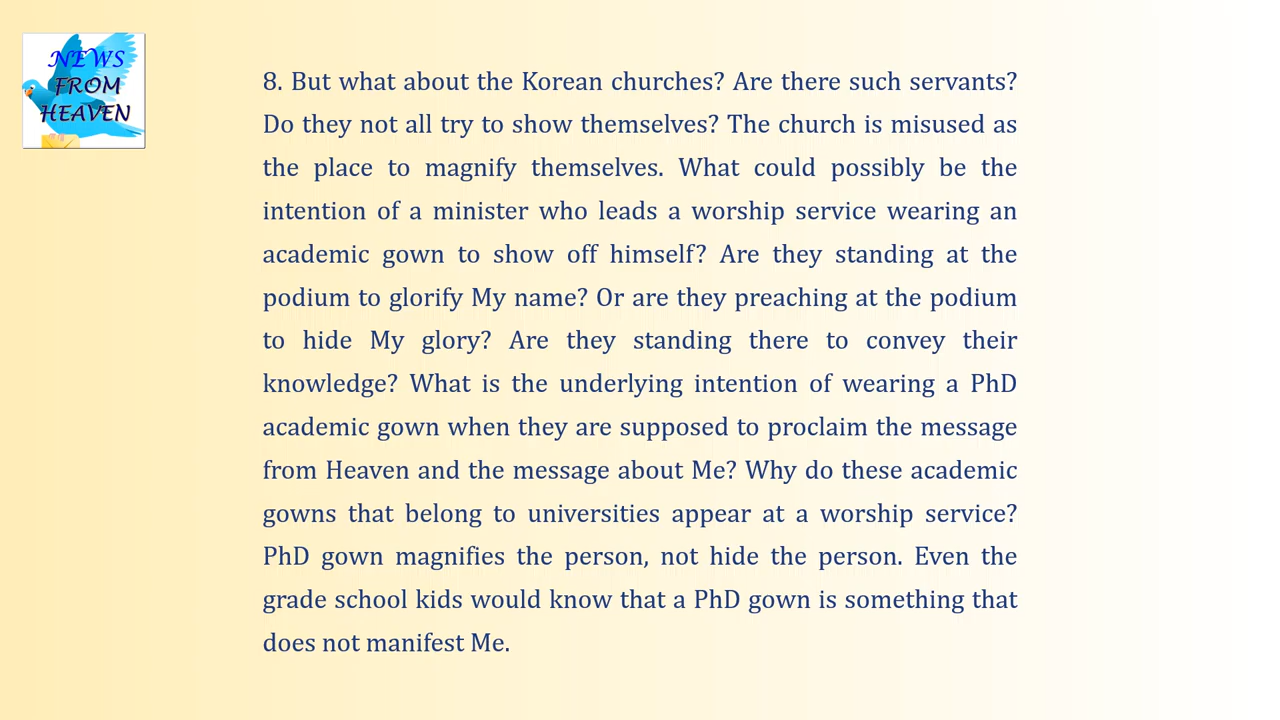 NEWS
FROM
HEAVEN
8. But what about the Korean churches? Are there such servants?
Do they not all try to show themselves? The church is misused as
the place to magnify themselves. What could possibly be the
intention of a minister who leads a worship service wearing an
academic gown to show off himself? Are they standing at the
podium to glorify My name? Or are they preaching at the podium
to hide My glory? Are they standing there to convey their
knowledge? What is the underlying intention of wearing a PhD
academic gown when they are supposed to proclaim the message
from Heaven and the message about Me? Why do these academic
gowns that belong to universities appear at a worship service?
PhD gown magnifies the person, not hide the person. Even the
grade school kids would know that a PhD gown is something that
does not manifest Me.